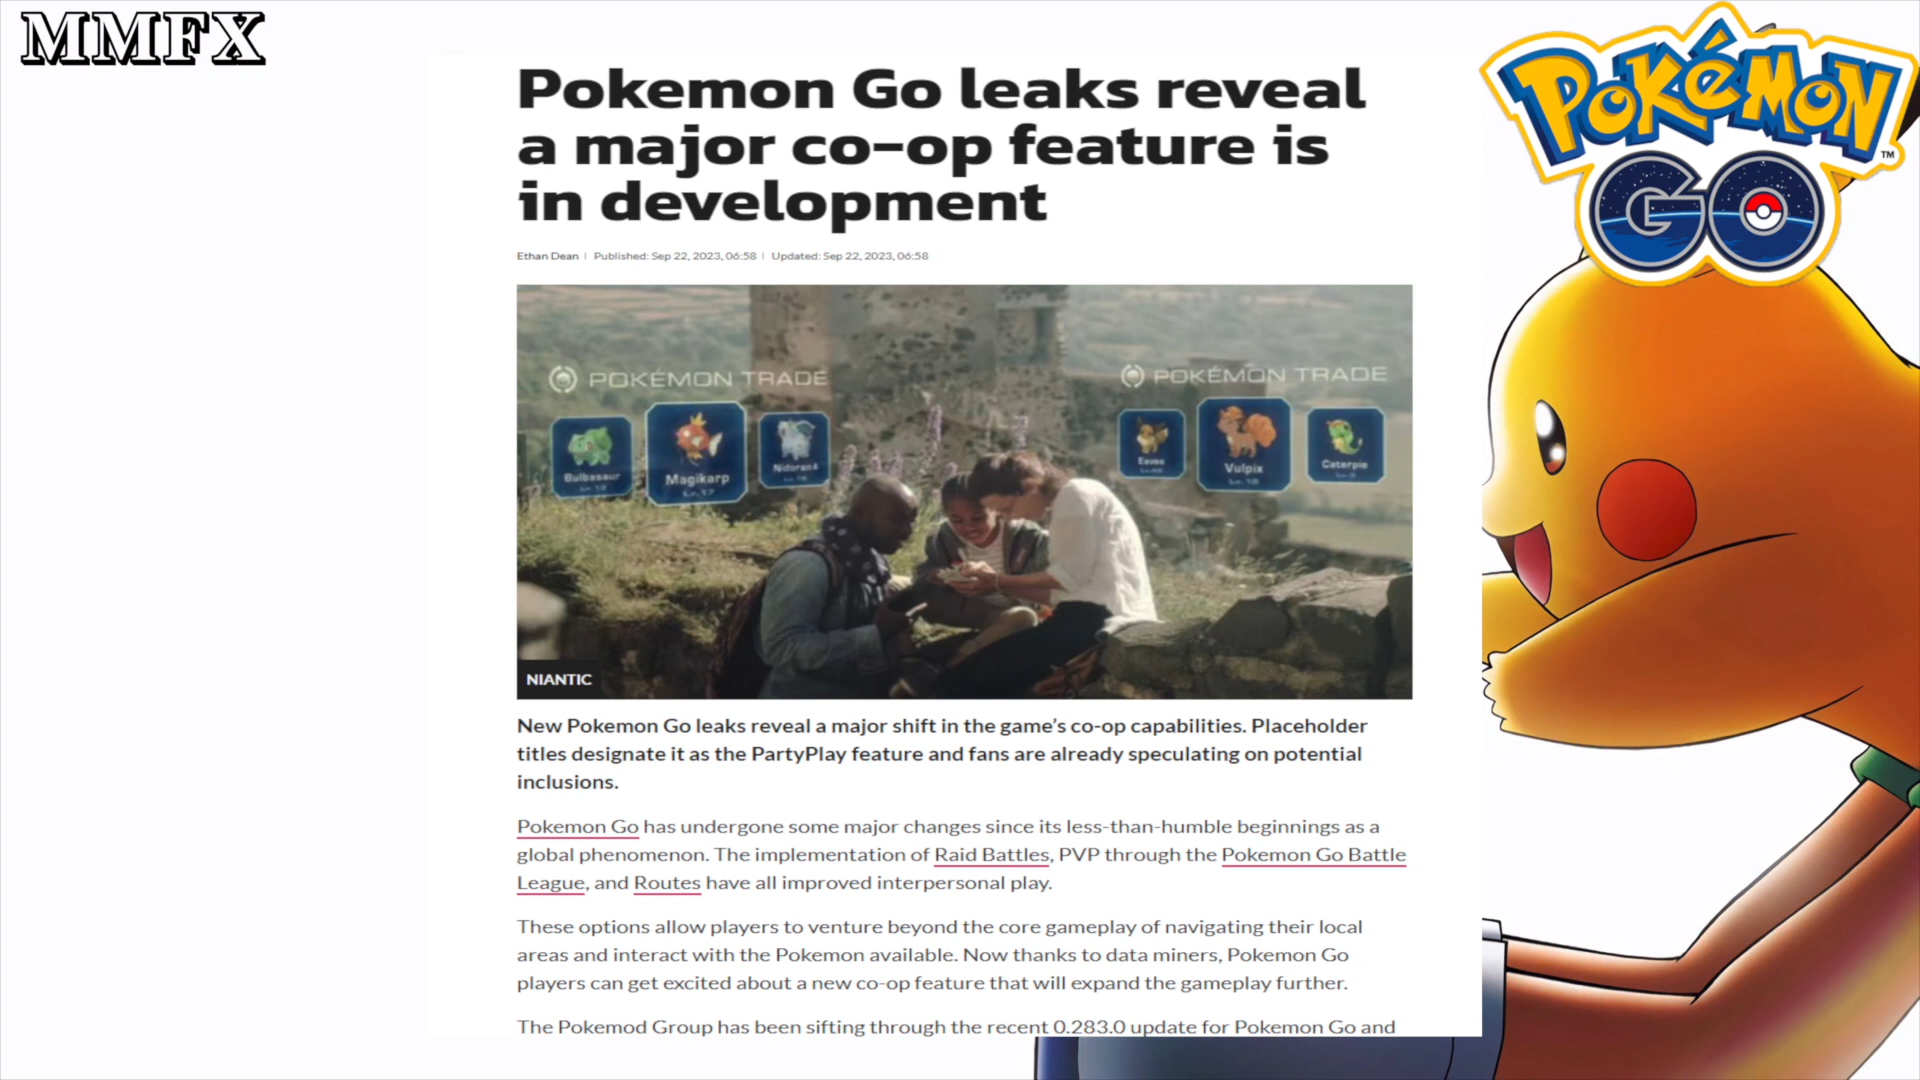 MMFX
POKÉMON
TM
GO
Pokemon Go leaks reveal
a major co-op feature is
in development
Ethan Dean | Published: Sep 22, 2023, 06:58 | Updated: Sep 22, 2023, 06:58
POKÉMON TRADE
POKÉMON TRADE
Bulbasaur
Magikarp
Lv. 17
Nidoran
Eevee
Vulpix
Caterpie
NIANTIC
New Pokemon Go leaks reveal a major shift in the game's co-op capabilities. Placeholder
titles designate it as the PartyPlay feature and fans are already speculating on potential
inclusions.
Pokemon Go has undergone some major changes since its less-than-humble beginnings as a
global phenomenon. The implementation of Raid Battles, PVP through the Pokemon Go Battle
League, and Routes have all improved interpersonal play.
These options allow players to venture beyond the core gameplay of navigating their local
areas and interact with the Pokemon available. Now thanks to data miners, Pokemon Go
players can get excited about a new co-op feature that will expand the gameplay further.
The Pokemod Group has been sifting through the recent 0.283.0 update for Pokemon Go and